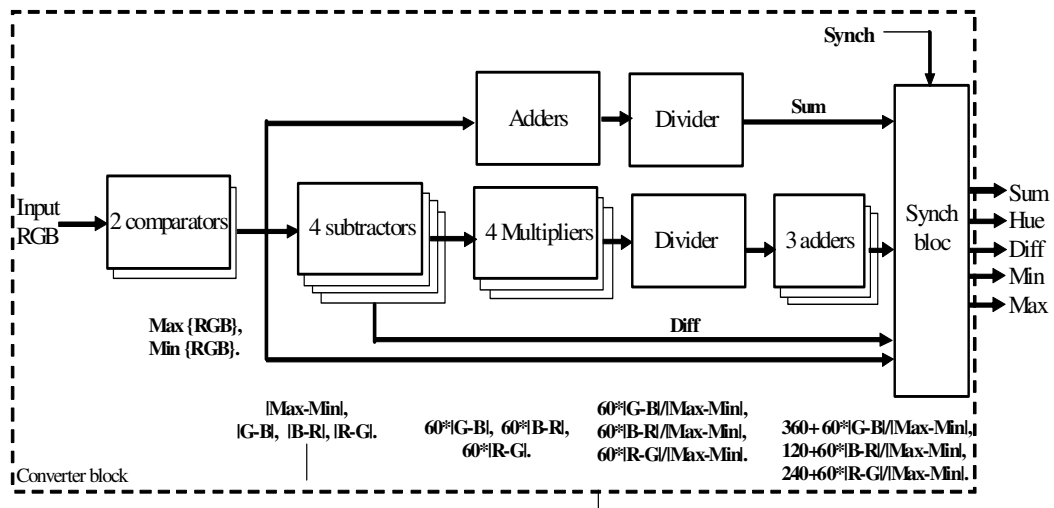 Synch
Adders
Divider
Sum
Input
RGB
2 comparators
4 subtractors
4 Multipliers
Divider
3 adders
Synch
bloc
Sum
Hue
Diff
Min
Max
Max {RGB},
Min {RGB}.
Diff
|Max-Min|,
|G-B|, |B-R|, |R-G|.
60*|G-B|, 60*|B-R|,
60*|R-G|.
60*|G-B|/|Max-Min|,
60*|B-R|/|Max-Min|,
60*|R-G|/|Max-Min|.
360+ 60*|G-B|/|Max-Min|,
120+60*|B-R|/|Max-Min|,
240+60*|R-G|/|Max-Min|.
Converter block